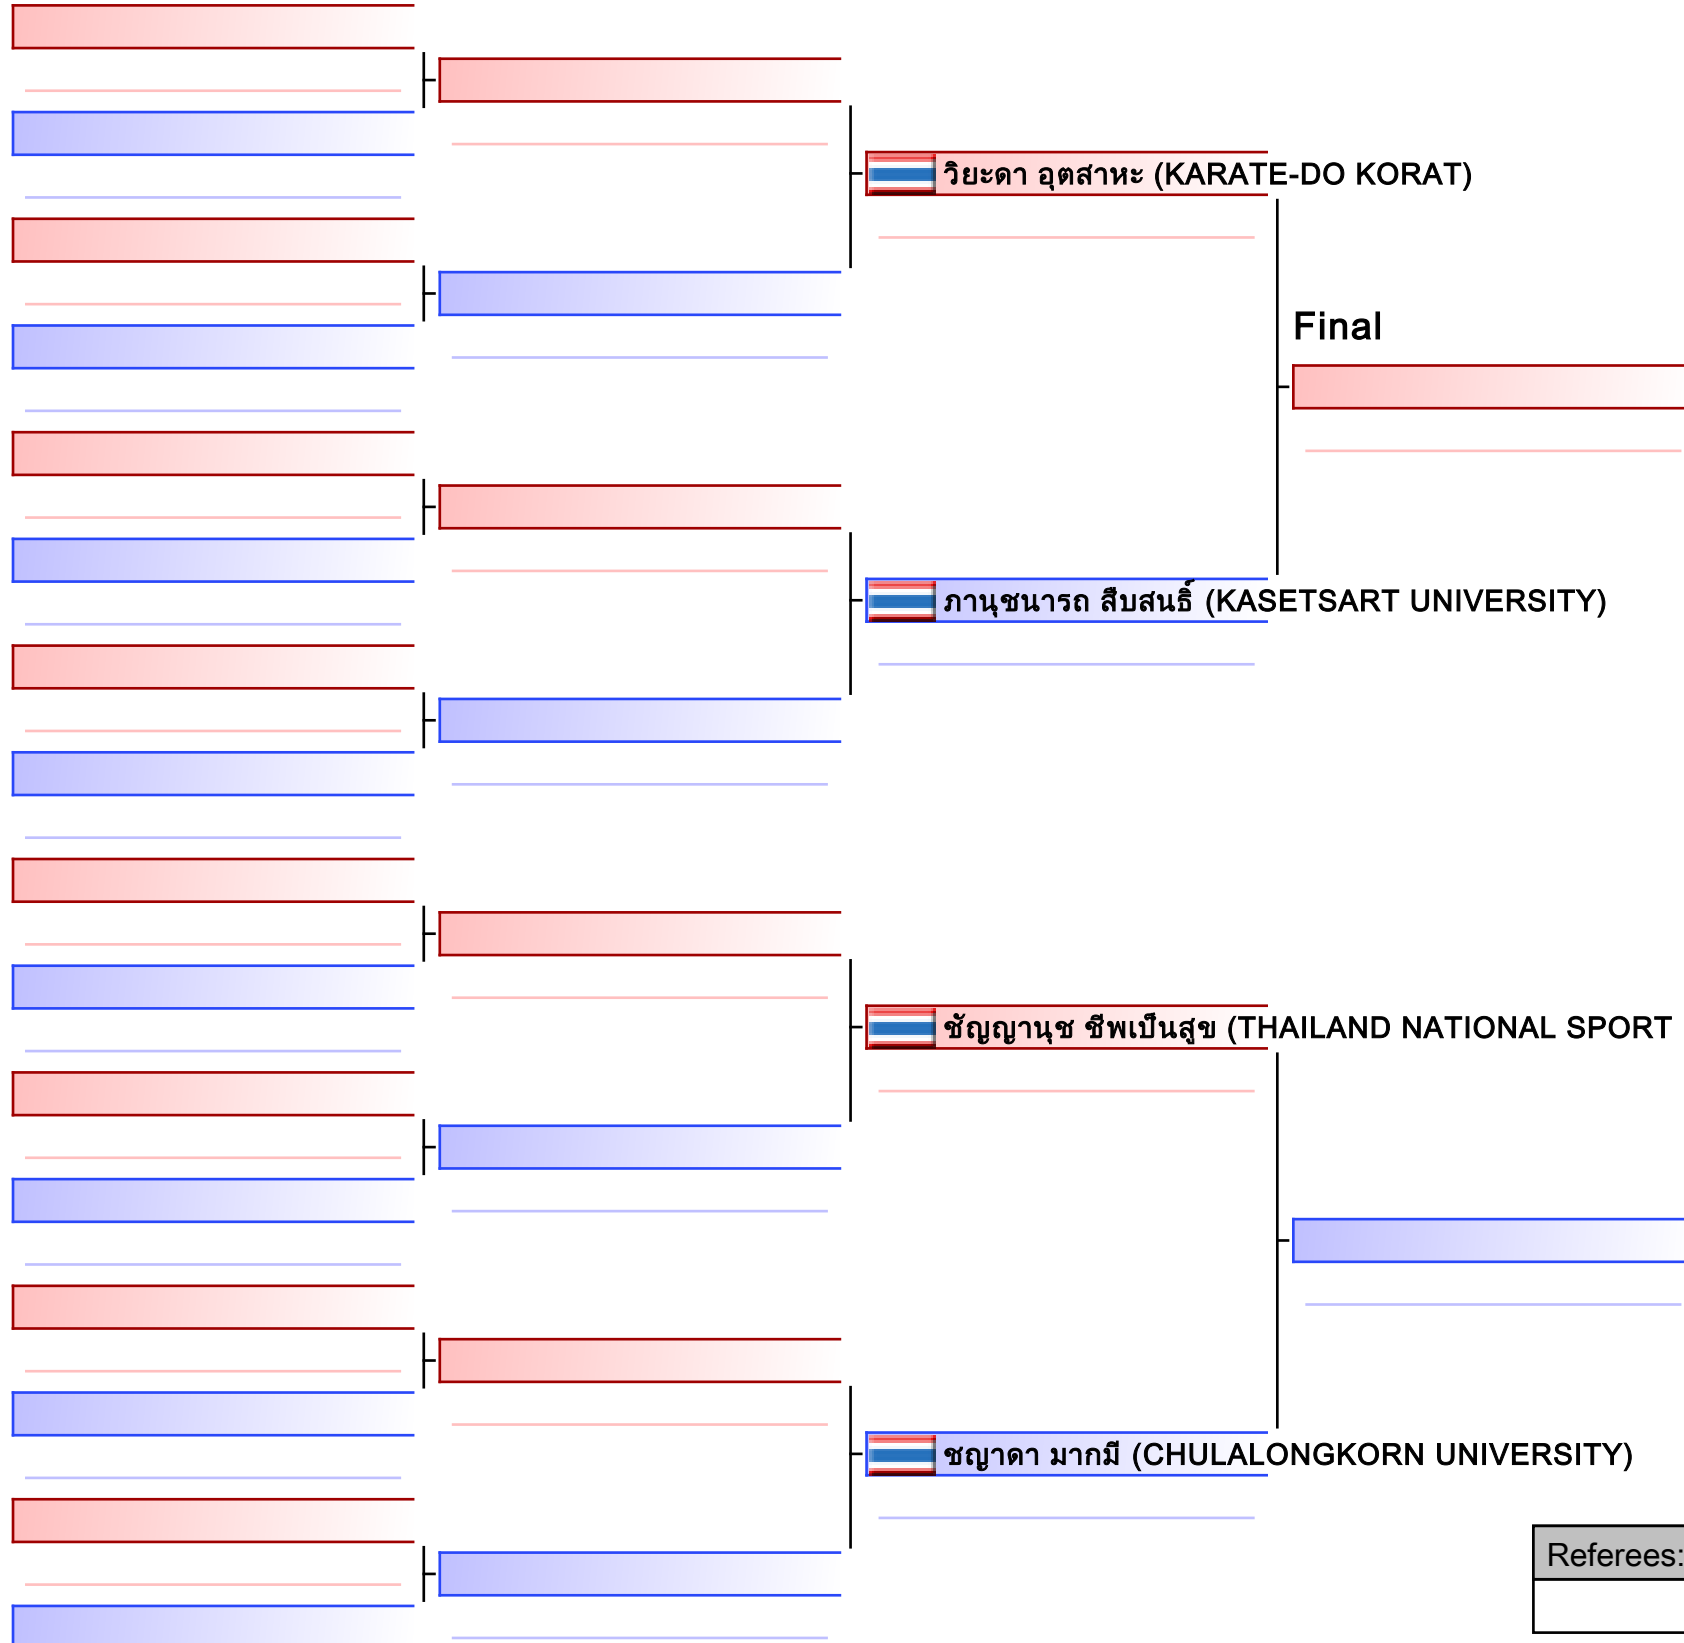 วิยะดา อุตสาหะ (KARATE-DO KORAT)
Final
ภานุชนารถ สืบสนธิ์ (KASETSART UNIVERSITY)
ชัญญานุช ชีพเป็นสุข (THAILAND NATIONAL SPORT
ชญาดา มากมี (CHULALONGKORN UNIVERSITY)
Referees: